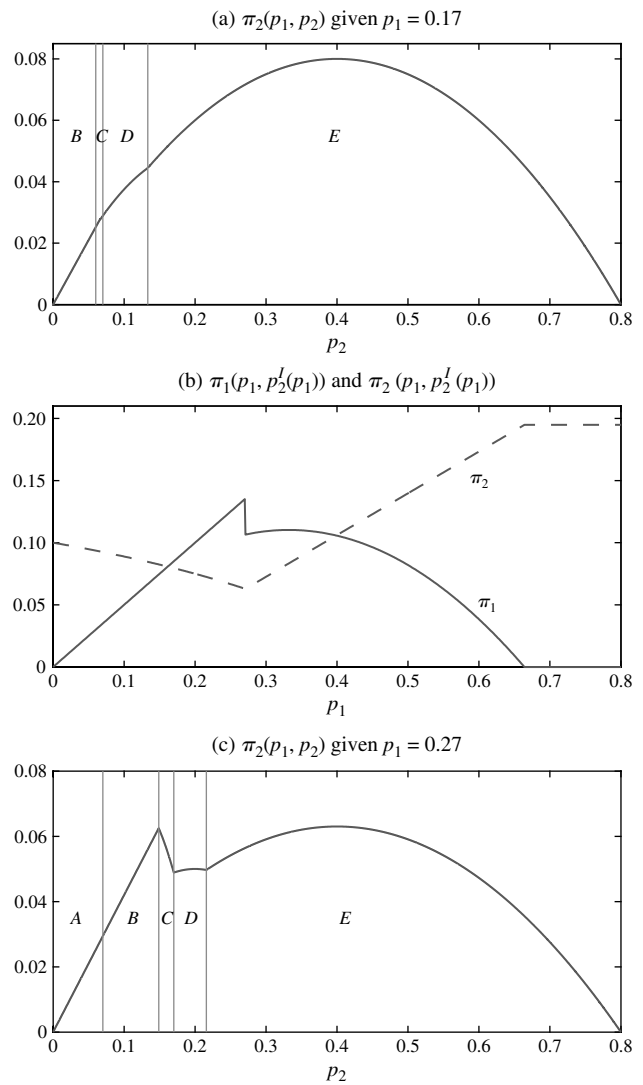 (a) π₂(p₁, p₂) given p₁ = 0.17
0.08
0.06
B C D E
0.04
0.02
0
0 0.1 0.2 0.3 0.4 0.5 0.6 0.7 0.8
p₂
(b) π₁(p₁, p₂ᴵ(p₁)) and π₂ (p₁, p₂ᴵ (p₁))
0.20
0.15
π₂
0.10
0.05
π₁
0
0 0.1 0.2 0.3 0.4 0.5 0.6 0.7 0.8
p₁
(c) π₂(p₁, p₂) given p₁ = 0.27
0.08
0.06
0.04
A B C D E
0.02
0
0 0.1 0.2 0.3 0.4 0.5 0.6 0.7 0.8
p₂